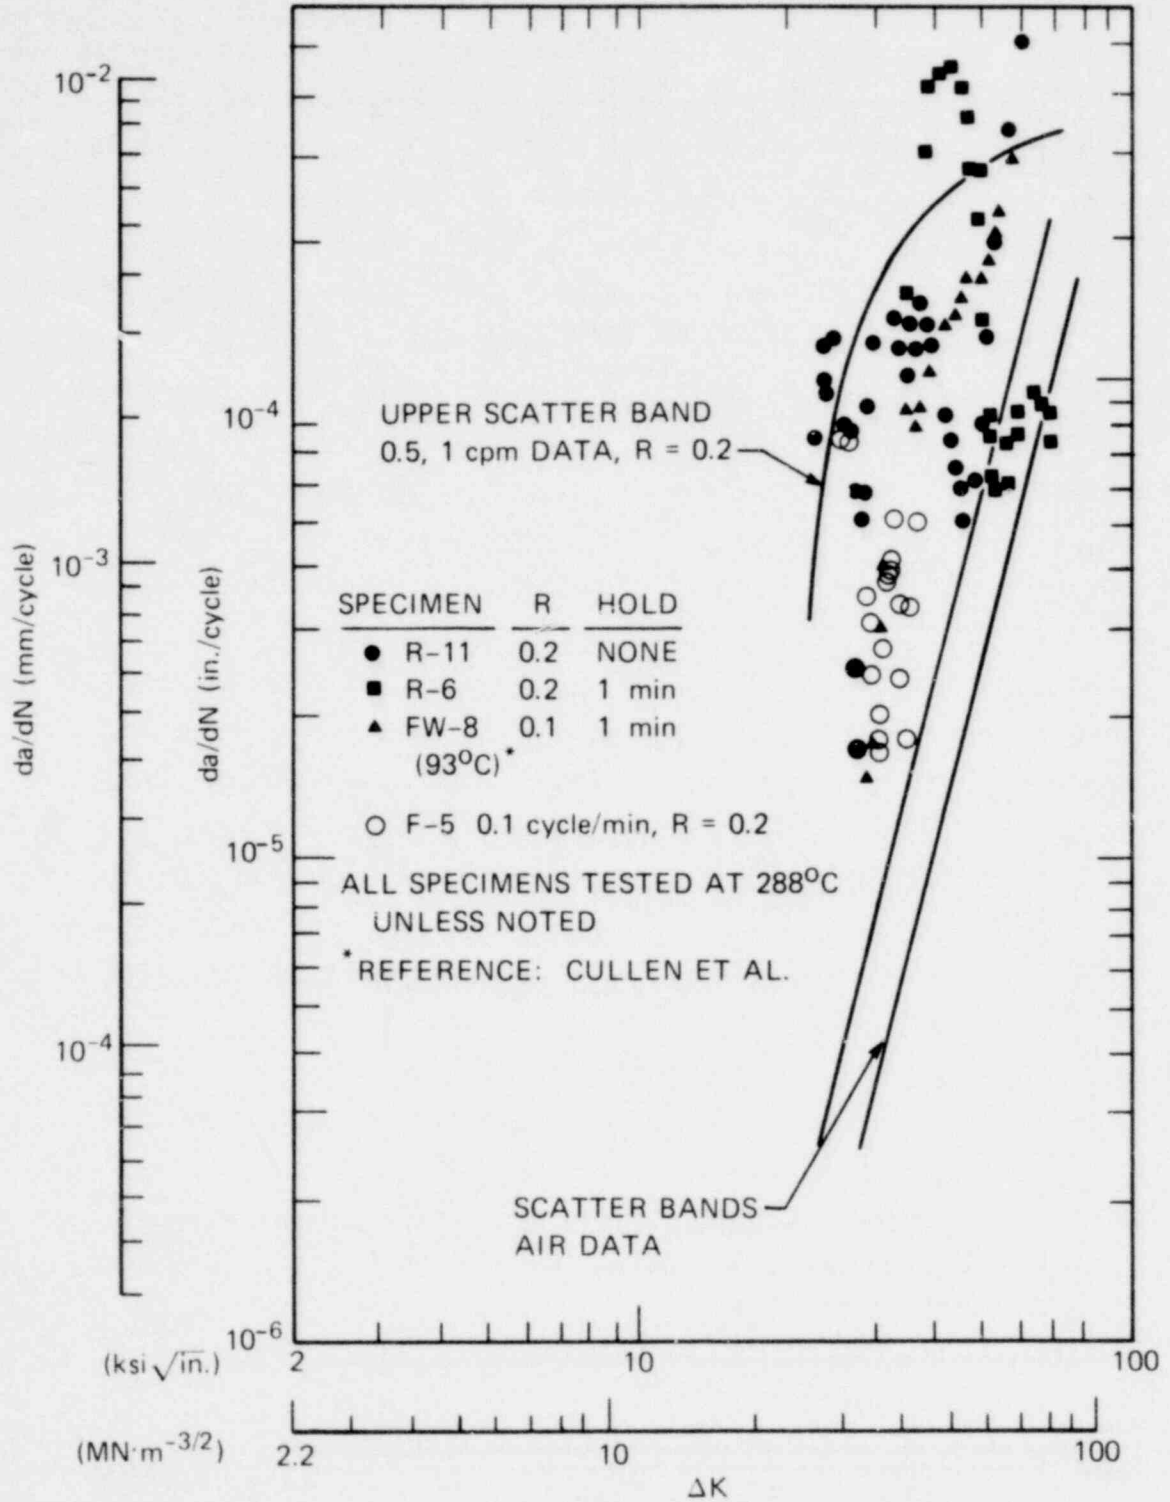 10⁻²
10⁻⁴
10⁻³
10⁻⁵
10⁻⁴
10⁻⁶
da/dN (mm/cycle)
da/dN (in./cycle)
UPPER SCATTER BAND
0.5, 1 cpm DATA, R = 0.2
SPECIMEN R HOLD
● R-11 0.2 NONE
■ R-6 0.2 1 min
▲ FW-8 0.1 1 min
(93°C)*
○ F-5 0.1 cycle/min, R = 0.2
ALL SPECIMENS TESTED AT 288°C
UNLESS NOTED
*REFERENCE: CULLEN ET AL.
SCATTER BANDS
AIR DATA
(ksi √in.) 2 10 100
(MN·m⁻³/²) 2.2 10 100
ΔK